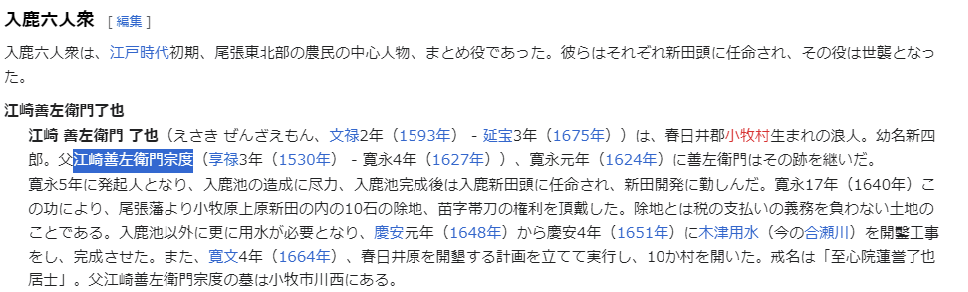 入鹿六人衆 [編集]
入鹿六人衆は、江戸時代初期、尾張東北部の農民の中心人物、まとめ役であった。彼らはそれぞれ新田頭に任命され、その役は世襲となっ
た。
江崎善左衛門了也
江崎 善左衛門 了也（えさき ぜんざえもん、文禄2年（1593年） - 延宝3年（1675年））は、春日井郡小牧村生まれの浪人。幼名新四
郎。父江崎善左衛門宗度（享禄3年（1530年） - 寛永4年（1627年））、寛永元年（1624年）に善左衛門はその跡を継いだ。
寛永5年に発起人となり、入鹿池の造成に尽力、入鹿池完成後は入鹿新田頭に任命され、新田開発に勤しんだ。寛永17年（1640年）こ
の功により、尾張藩より小牧原上原新田の内の10石の除地、苗字帯刀の権利を頂戴した。除地とは税の支払いの義務を負わない土地の
ことである。入鹿池以外に更に用水が必要となり、慶安元年（1648年）から慶安4年（1651年）に木津用水（今の合瀬川）を開鑿工事
をし、完成させた。また、寛文4年（1664年）、春日井原を開墾する計画を立てて実行し、10か村を開いた。戒名は「至心院蓮誉了也
居士」。父江崎善左衛門宗度の墓は小牧市川西にある。